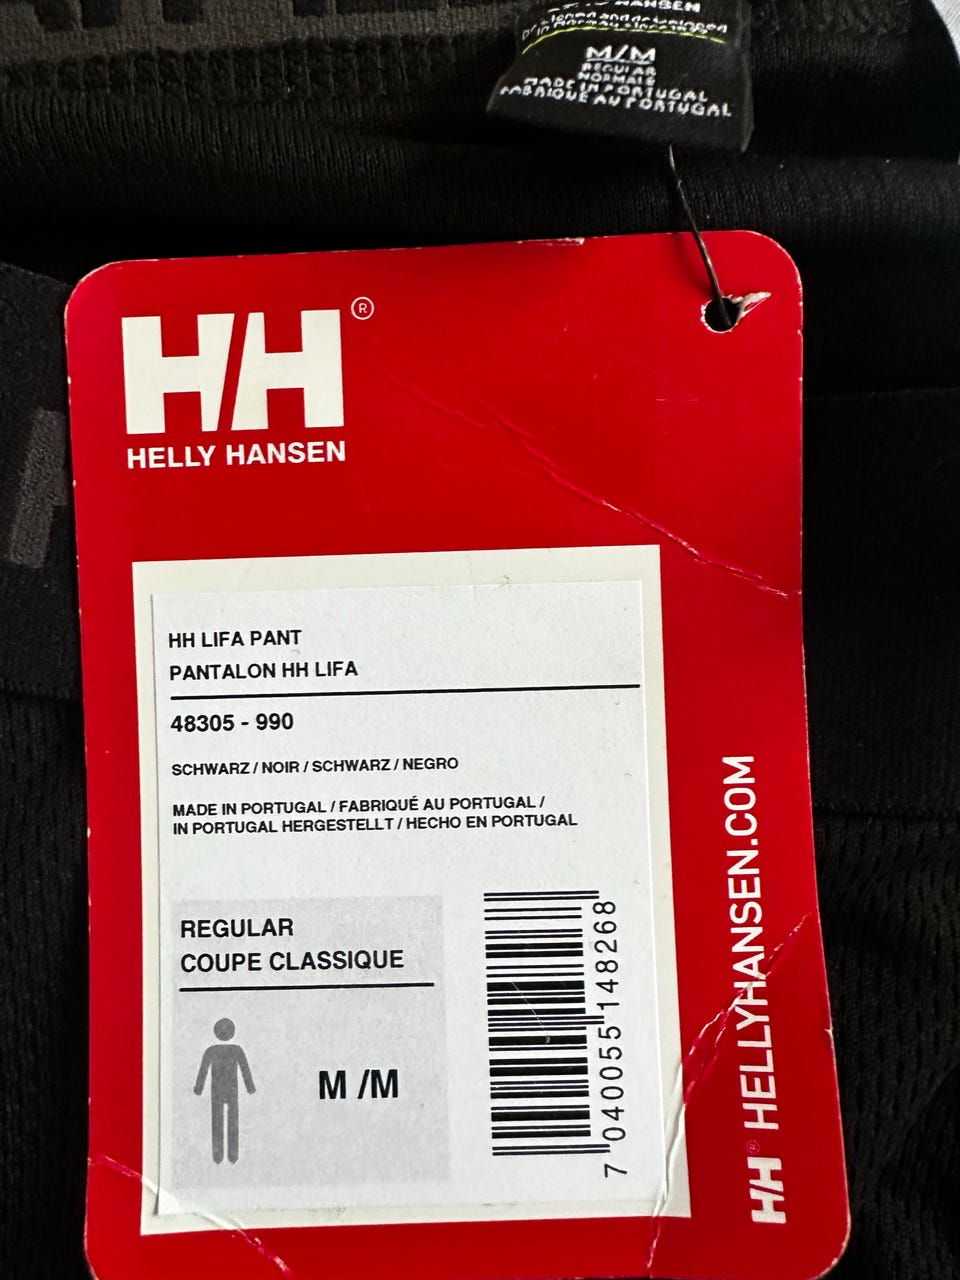 HANSEN
M/M
REGULAR
NORMALE
MADE IN PORTUGAL
FABRIQUÉ AU PORTUGAL
HH®
HELLY HANSEN
HH LIFA PANT
PANTALON HH LIFA
48305 - 990
SCHWARZ / NOIR / SCHWARZ / NEGRO
MADE IN PORTUGAL / FABRIQUÉ AU PORTUGAL /
IN PORTUGAL HERGESTELLT / HECHO EN PORTUGAL
REGULAR
COUPE CLASSIQUE
M /M
7 040055 148268
HH® HELLYHANSEN.COM